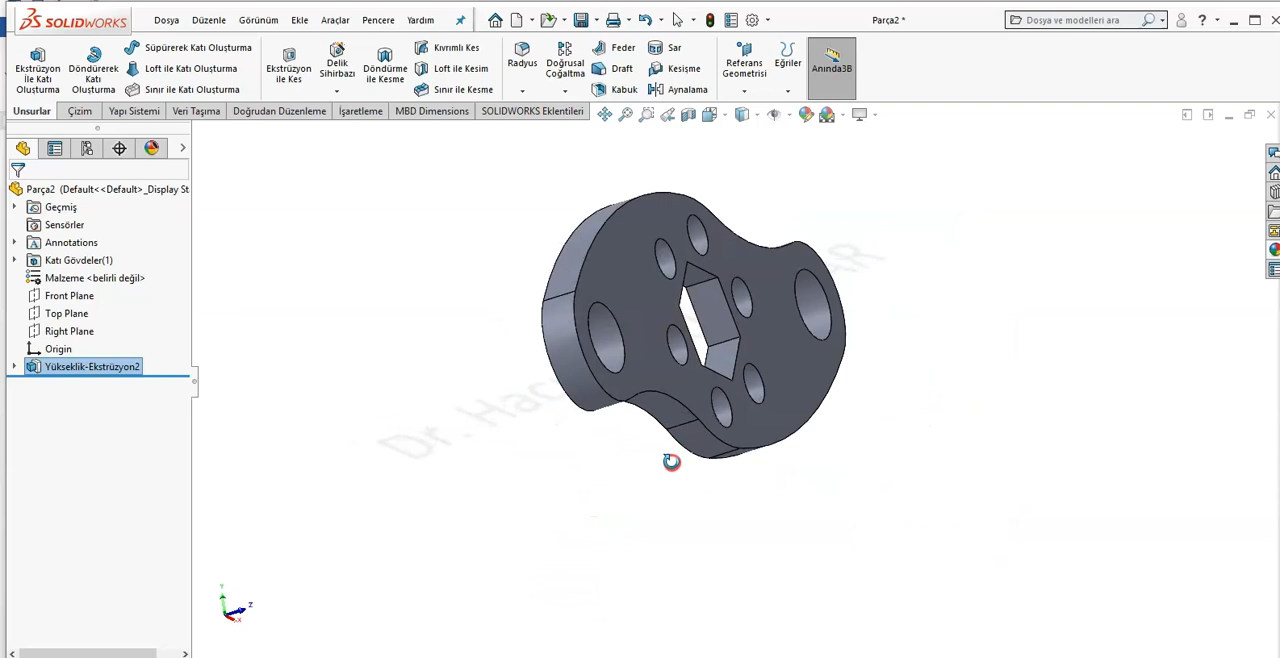 SOLIDWORKS
Dosya Düzenle Görünüm Ekle Araçlar Pencere Yardım
Parça2 *
Dosya ve modelleri ara
Ekstrüzyon İle Katı Oluşturma
Döndürerek Katı Oluşturma
Süpürerek Katı Oluşturma
Loft ile Katı Oluşturma
Sınır ile Katı Oluşturma
Ekstrüzyon ile Kes
Delik Sihirbazı
Döndürme ile Kesme
Kıvrımlı Kes
Loft ile Kesim
Sınır ile Kesme
Radyus
Doğrusal Çoğaltma
Feder
Draft
Kabuk
Sar
Kesişme
Aynalama
Referans Geometrisi
Eğriler
Anında3B
Unsurlar Çizim Yapı Sistemi Veri Taşıma Doğrudan Düzenleme İşaretleme MBD Dimensions SOLIDWORKS Eklentileri
Parça2 (Default<<Default>_Display St
Geçmiş
Sensörler
Annotations
Katı Gövdeler(1)
Malzeme <belirli değil>
Front Plane
Top Plane
Right Plane
Origin
Yükseklik-Ekstrüzyon2
Dr.
Y
Z
X